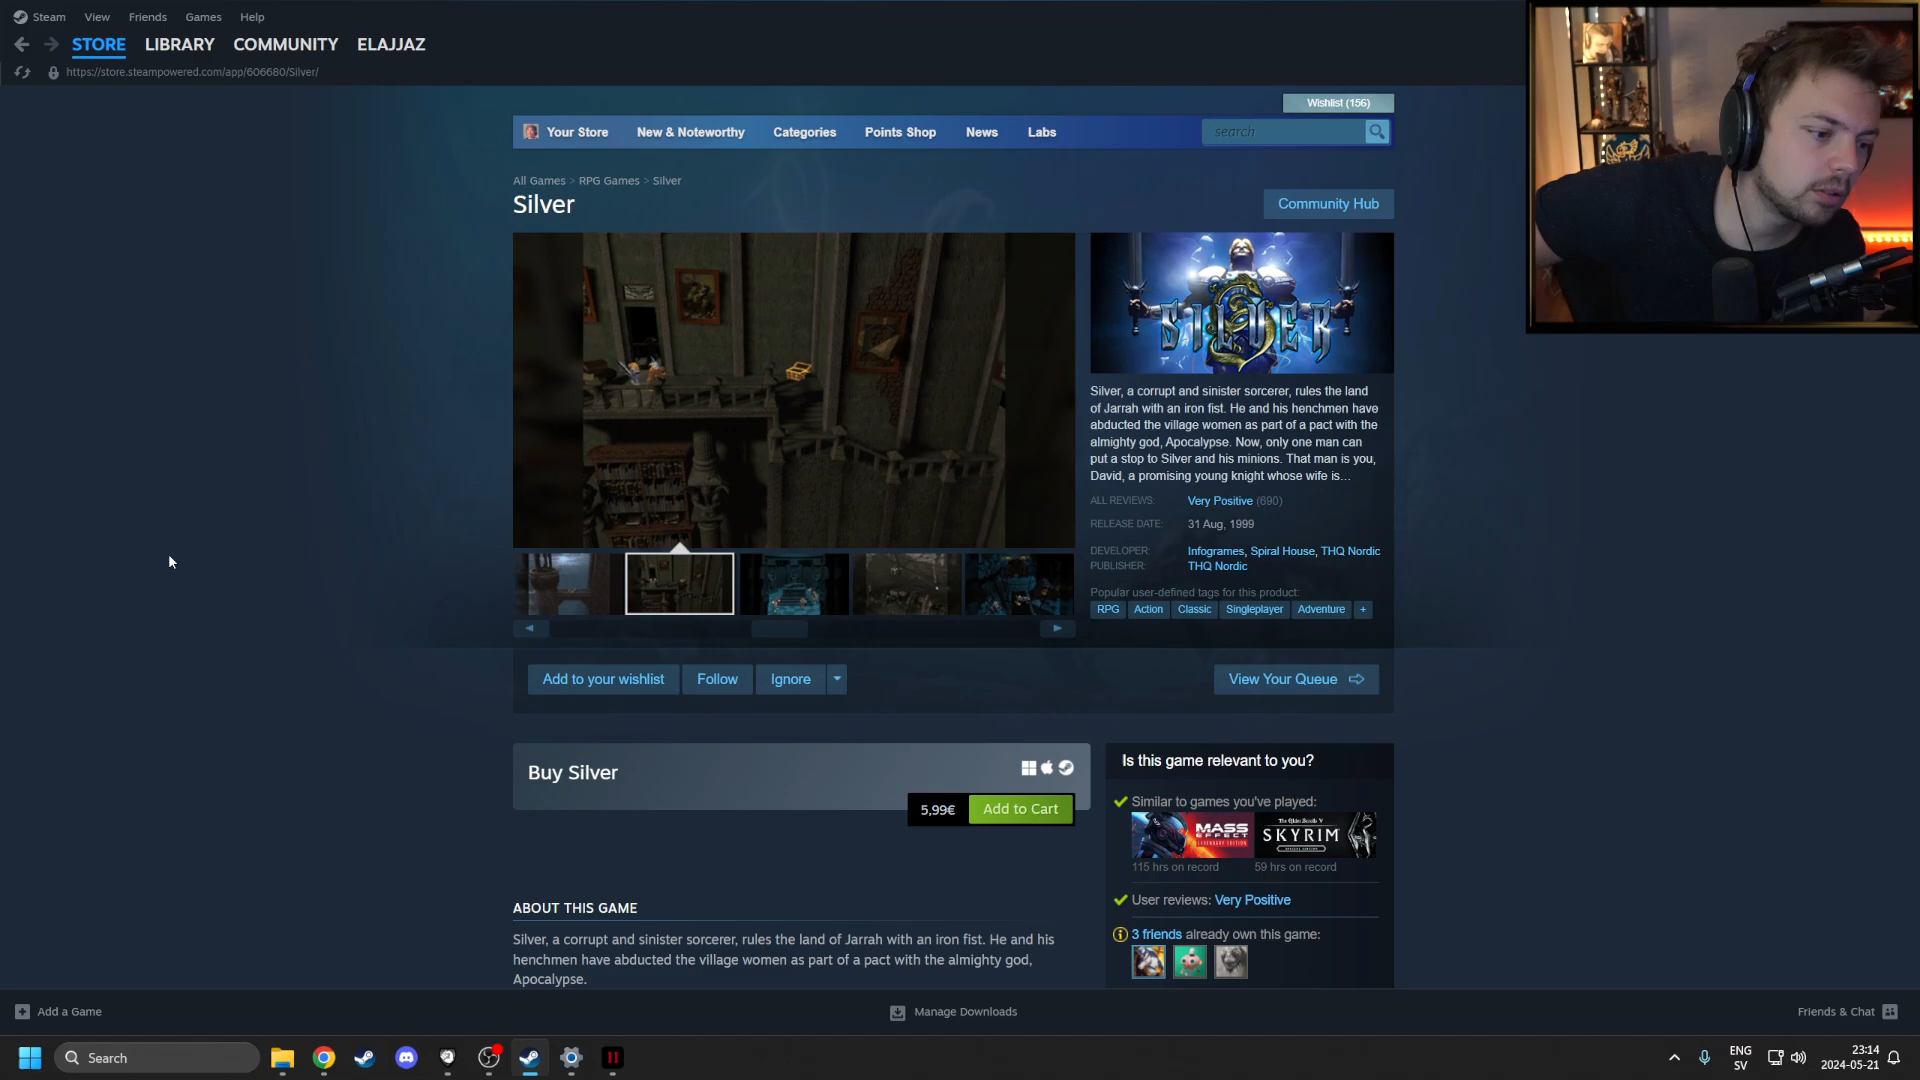 Steam View Friends Games Help
STORE LIBRARY COMMUNITY ELAJJAZ
https://store.steampowered.com/app/606680/Silver/
Wishlist (156)
Your Store New & Noteworthy Categories Points Shop News Labs search
All Games > RPG Games > Silver
Silver
Community Hub
SILVER
Silver, a corrupt and sinister sorcerer, rules the land
of Jarrah with an iron fist. He and his henchmen have
abducted the village women as part of a pact with the
almighty god, Apocalypse. Now, only one man can
put a stop to Silver and his minions. That man is you,
David, a promising young knight whose wife is...
ALL REVIEWS: Very Positive (690)
RELEASE DATE: 31 Aug, 1999
DEVELOPER: Infogrames, Spiral House, THQ Nordic
PUBLISHER: THQ Nordic
Popular user-defined tags for this product:
RPG Action Classic Singleplayer Adventure +
Add to your wishlist Follow Ignore
View Your Queue
Buy Silver
5,99€ Add to Cart
Is this game relevant to you?
Similar to games you've played:
MASS EFFECT LEGENDARY EDITION
The Elder Scrolls V SKYRIM SPECIAL EDITION
115 hrs on record 59 hrs on record
User reviews: Very Positive
3 friends already own this game:
ABOUT THIS GAME
Silver, a corrupt and sinister sorcerer, rules the land of Jarrah with an iron fist. He and his
henchmen have abducted the village women as part of a pact with the almighty god,
Apocalypse.
Add a Game Manage Downloads Friends & Chat
Search
ENG
SV
23:14
2024-05-21